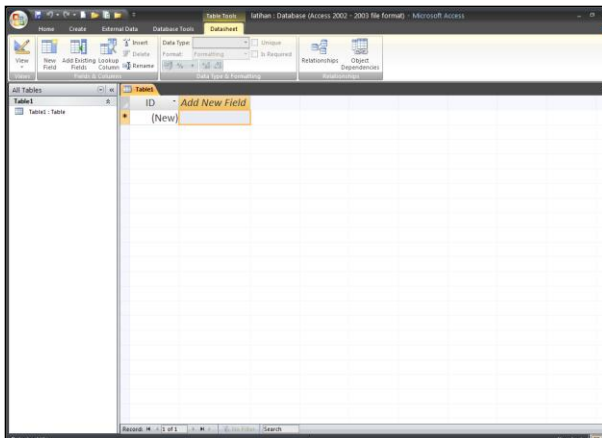 Table Tools latihan : Database (Access 2002 - 2003 file format) - Microsoft Access
Home Create External Data Database Tools Datasheet
View New Field Add Existing Fields Lookup Column Insert Delete Rename Data Type: Format: Formatting Unique Is Required Relationships Object Dependencies
Views Fields & Columns Data Type & Formatting Relationships
All Tables
Table1
Table1 : Table
Table1
ID Add New Field
(New)
Record: 1 of 1 No Filter Search